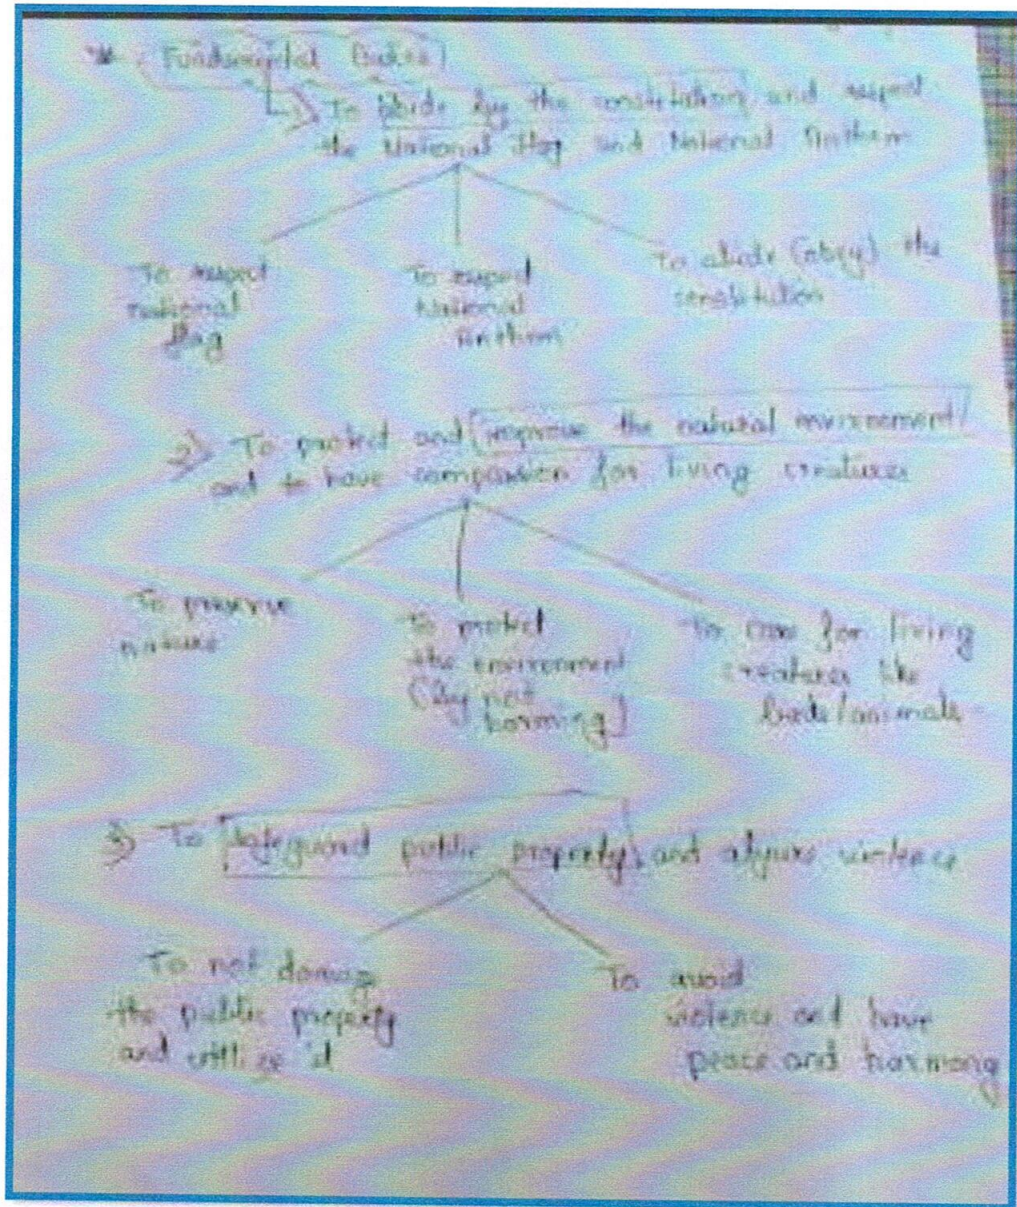 * Fundamental Duties
1) To abide by the constitution and respect
the National Flag and National Anthem
To respect
national
flag
To respect
National
Anthem
To abide (obey) the
constitution
2) To protect and improve the natural environment
and to have compassion for living creatures
To preserve
nature
To protect
the environment
(by not
harming)
To care for living
creatures like
birds/animals
3) To safeguard public property and abjure violence
To not damage
the public property
and utilize it
To avoid
violence and have
peace and harmony